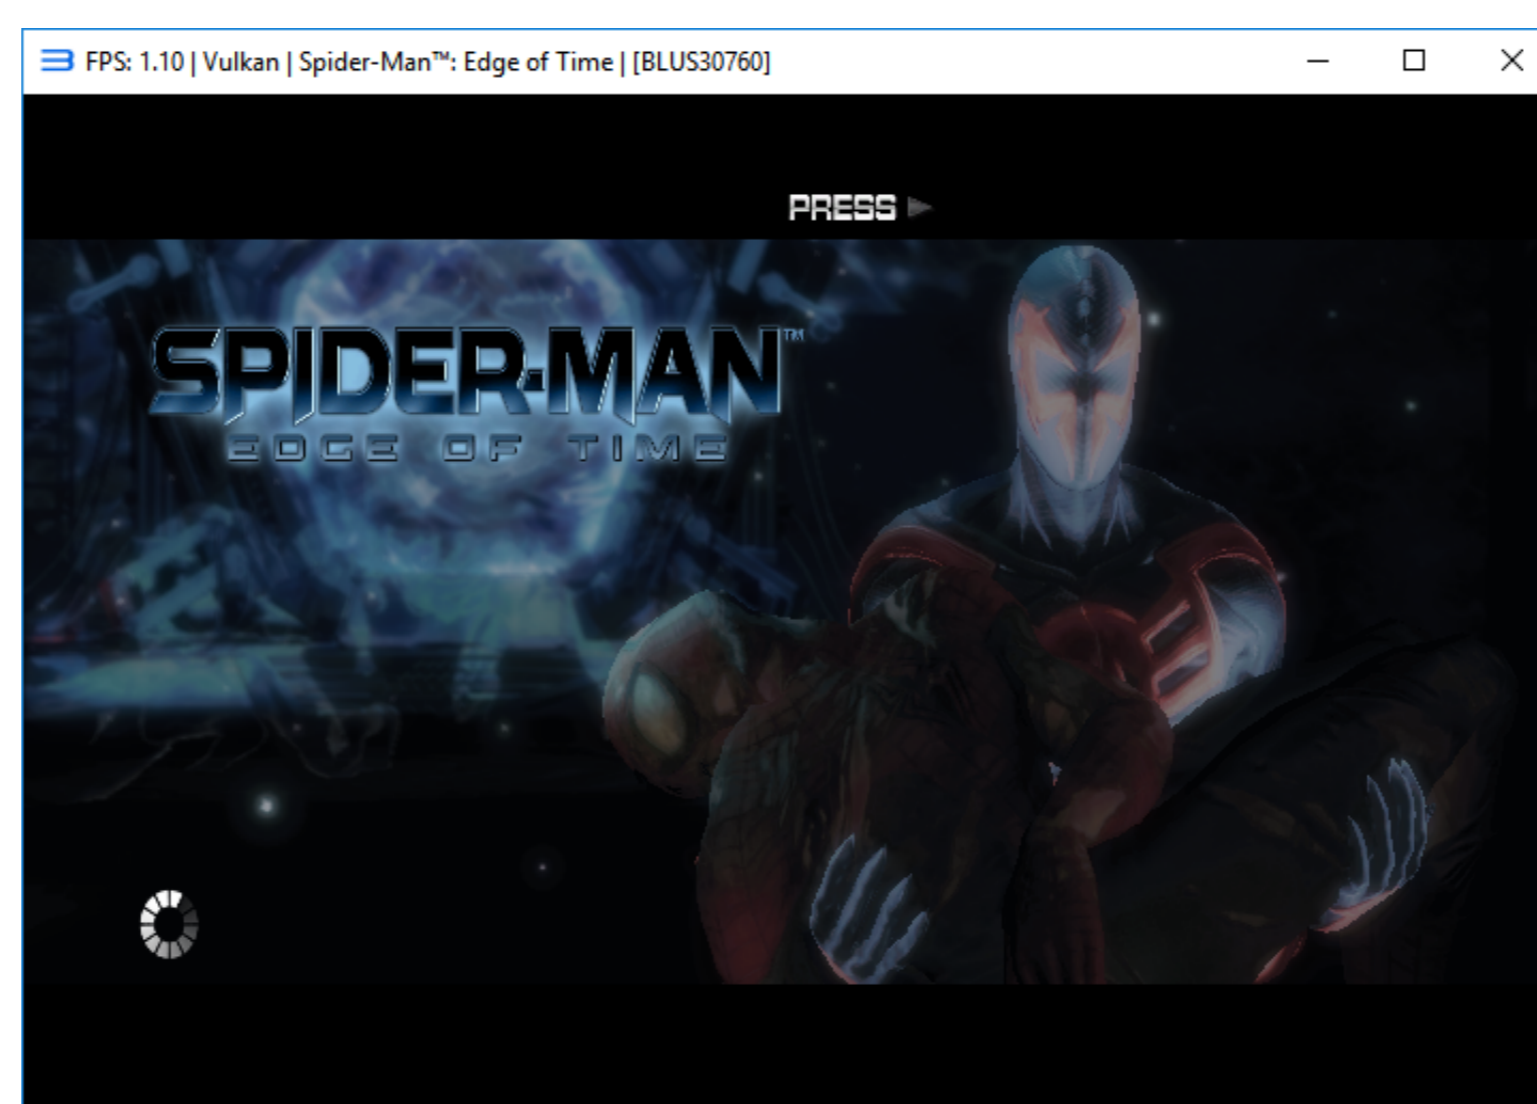 FPS: 1.10 | Vulkan | Spider-Man™: Edge of Time | [BLUS30760]
PRESS
SPIDER-MAN™
EDGE OF TIME